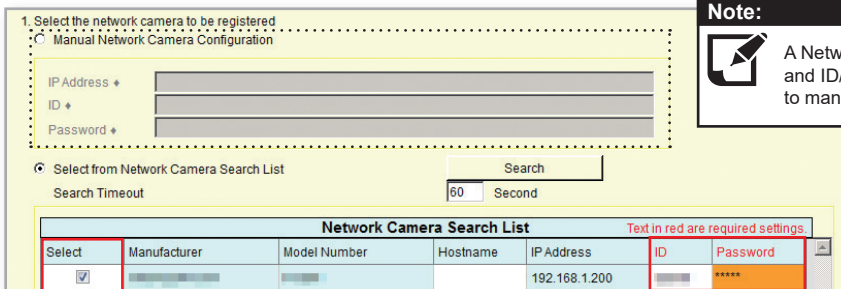 1. Select the network camera to be registered
Manual Network Camera Configuration
IP Address ♦
ID ♦
Password ♦
Select from Network Camera Search List
Search
Search Timeout
60 Second
Network Camera Search List
Text in red are required settings.
Select Manufacturer Model Number Hostname IP Address ID Password
192.168.1.200 *****
Note:
A Netw
and ID/
to man